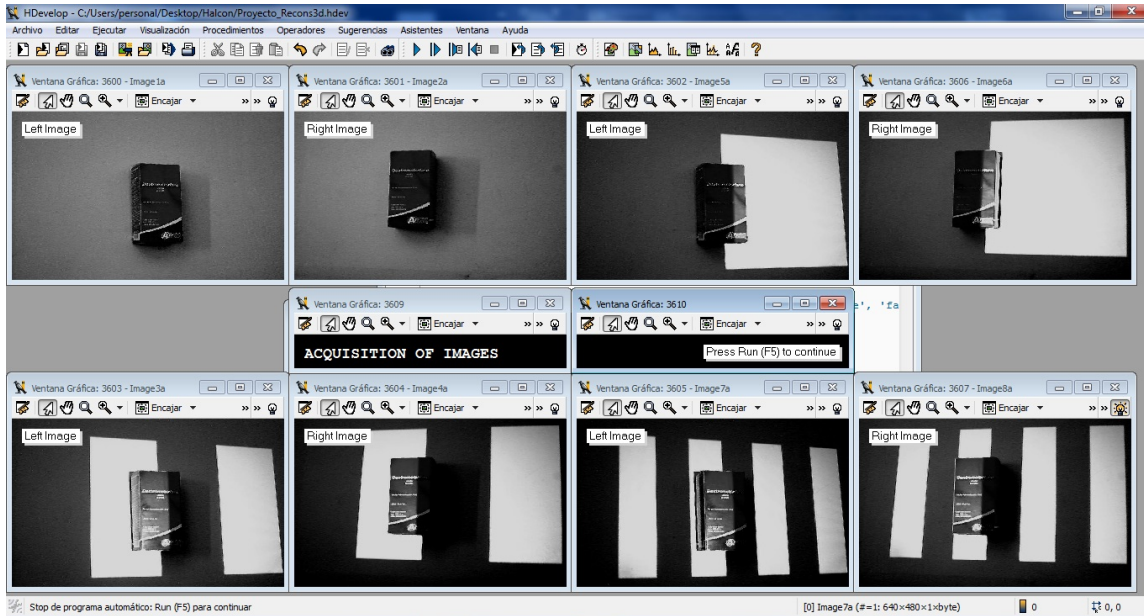 HDevelop - C:/Users/personal/Desktop/Halcon/Proyecto_Recons3d.hdev
Archivo Editar Ejecutar Visualización Procedimientos Operadores Sugerencias Asistentes Ventana Ayuda
Ventana Gráfica: 3600 - Image1a
Encajar
Left Image
Ventana Gráfica: 3601 - Image2a
Encajar
Right Image
Ventana Gráfica: 3602 - Image5a
Encajar
Left Image
Ventana Gráfica: 3606 - Image6a
Encajar
Right Image
Ventana Gráfica: 3609
Encajar
ACQUISITION OF IMAGES
Ventana Gráfica: 3610
Encajar
Press Run (F5) to continue
e', 'fa
Ventana Gráfica: 3603 - Image3a
Encajar
Left Image
Ventana Gráfica: 3604 - Image4a
Encajar
Right Image
Ventana Gráfica: 3605 - Image7a
Encajar
Left Image
Ventana Gráfica: 3607 - Image8a
Encajar
Right Image
Stop de programa automático: Run (F5) para continuar
[0] Image7a (#=1: 640×480×1×byte)
0
0, 0